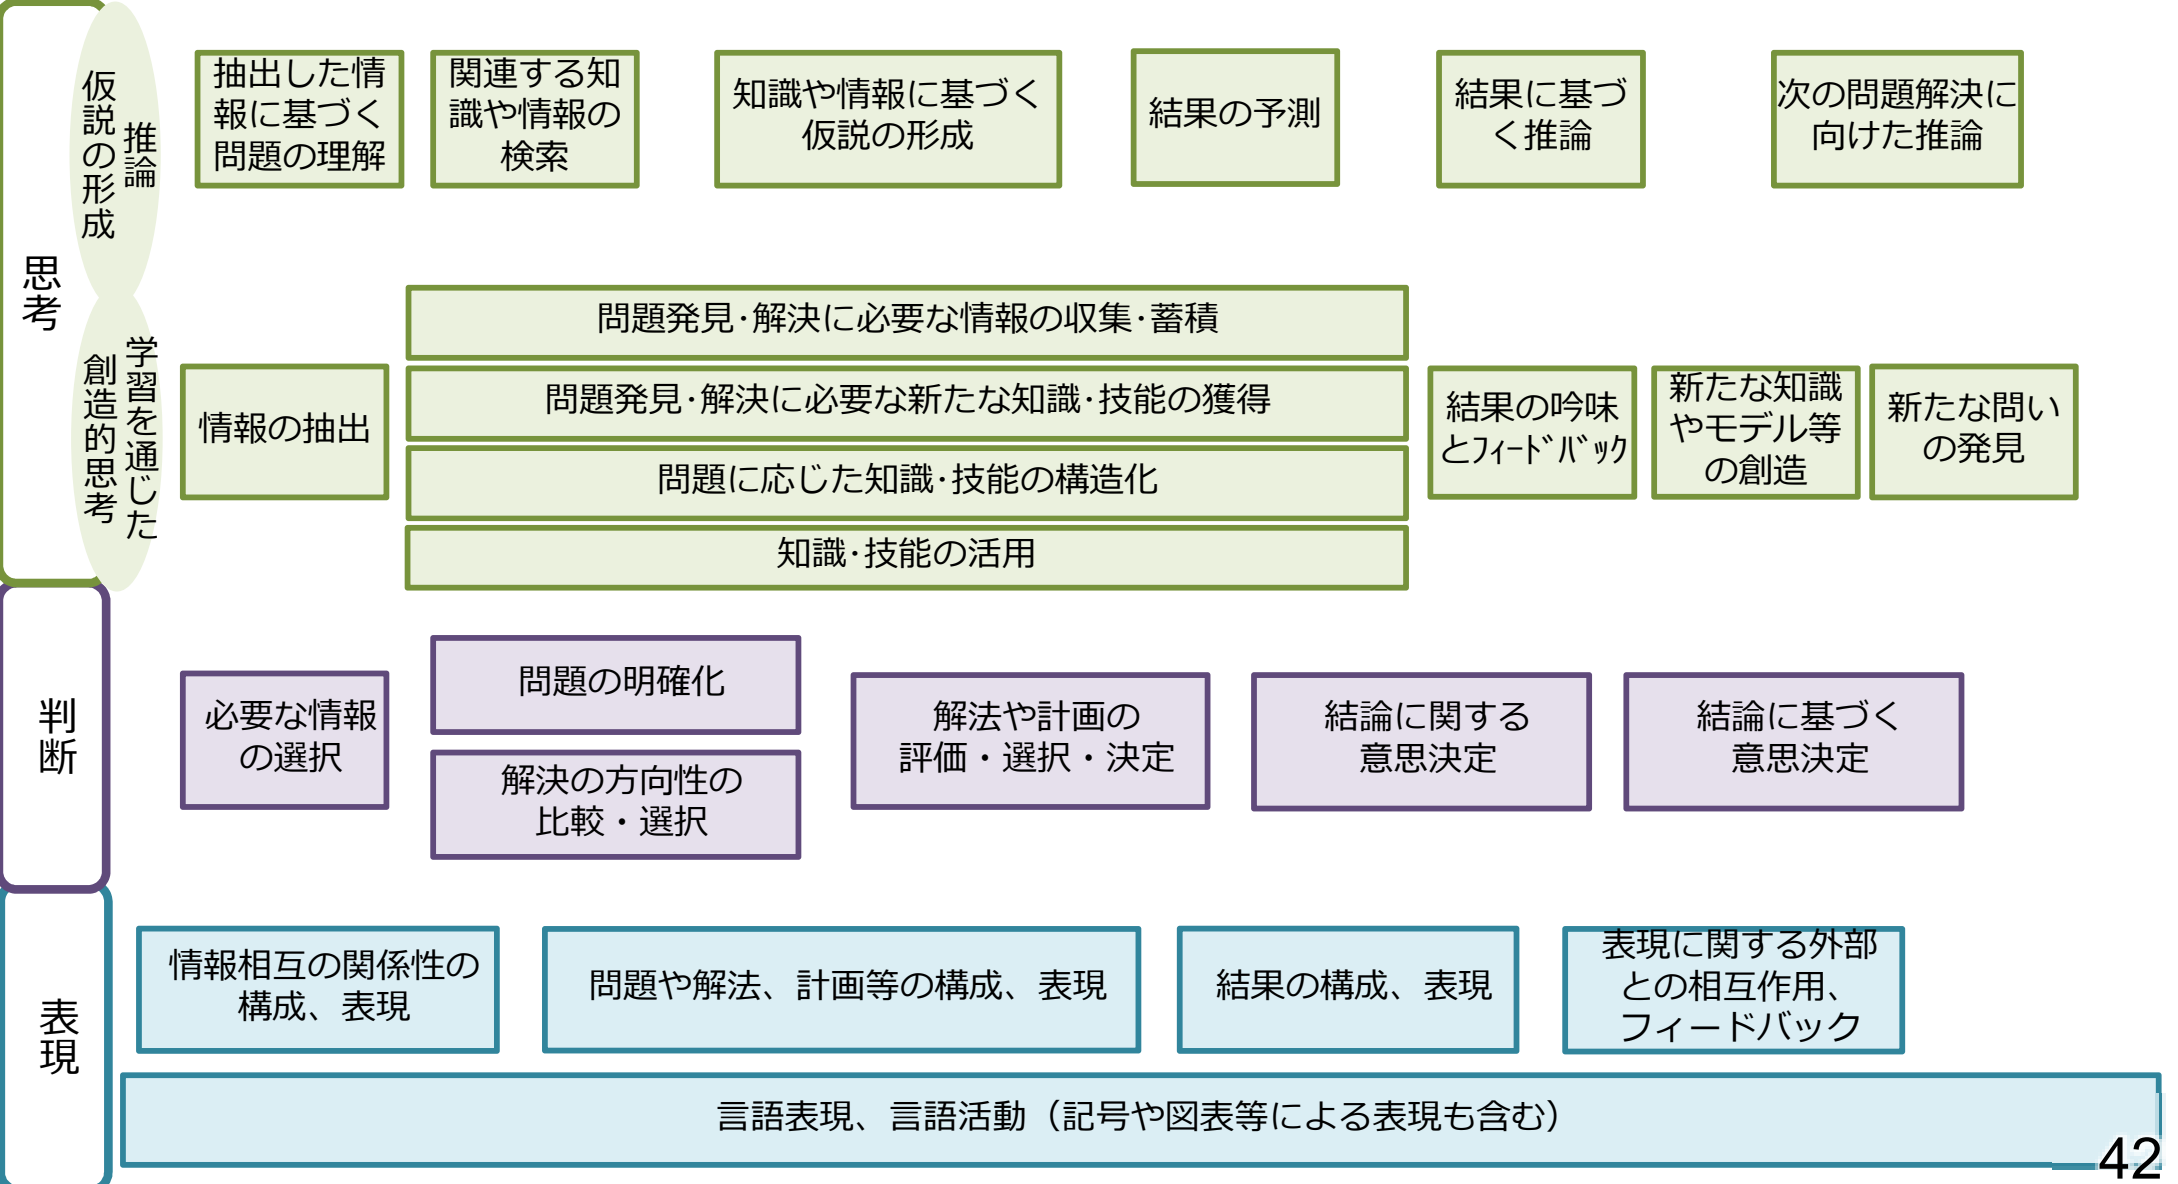 思考
推論
仮説の形成
抽出した情
報に基づく
問題の理解
関連する知
識や情報の
検索
知識や情報に基づく
仮説の形成
結果の予測
結果に基づ
く推論
次の問題解決に
向けた推論
学習を通じた
創造的思考
情報の抽出
問題発見･解決に必要な情報の収集･蓄積
問題発見･解決に必要な新たな知識･技能の獲得
問題に応じた知識･技能の構造化
知識･技能の活用
結果の吟味
とﾌｨｰﾄﾞﾊﾞｯｸ
新たな知識
やモデル等
の創造
新たな問い
の発見
判断
必要な情報
の選択
問題の明確化
解決の方向性の
比較・選択
解法や計画の
評価・選択・決定
結論に関する
意思決定
結論に基づく
意思決定
表現
情報相互の関係性の
構成、表現
問題や解法、計画等の構成、表現
結果の構成、表現
表現に関する外部
との相互作用、
フィードバック
言語表現、言語活動（記号や図表等による表現も含む）
42